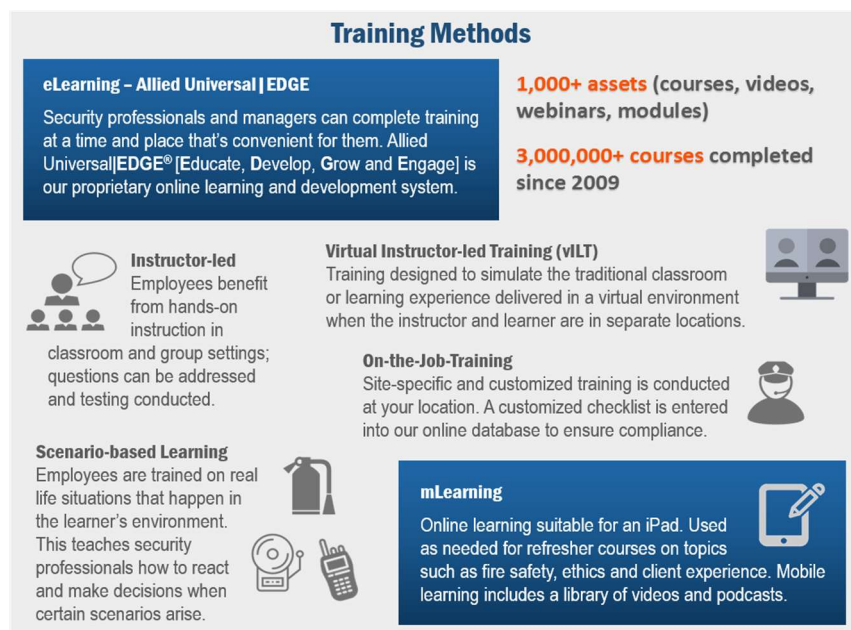 Training Methods
eLearning – Allied Universal|EDGE
Security professionals and managers can complete training
at a time and place that's convenient for them. Allied
Universal|EDGE® [Educate, Develop, Grow and Engage] is
our proprietary online learning and development system.
1,000+ assets (courses, videos,
webinars, modules)
3,000,000+ courses completed
since 2009
Instructor-led
Employees benefit
from hands-on
instruction in
classroom and group settings;
questions can be addressed
and testing conducted.
Virtual Instructor-led Training (vILT)
Training designed to simulate the traditional classroom
or learning experience delivered in a virtual environment
when the instructor and learner are in separate locations.
On-the-Job-Training
Site-specific and customized training is conducted
at your location. A customized checklist is entered
into our online database to ensure compliance.
Scenario-based Learning
Employees are trained on real
life situations that happen in
the learner's environment.
This teaches security
professionals how to react
and make decisions when
certain scenarios arise.
mLearning
Online learning suitable for an iPad. Used
as needed for refresher courses on topics
such as fire safety, ethics and client experience. Mobile
learning includes a library of videos and podcasts.